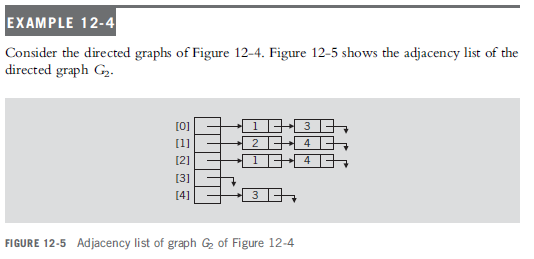 EXAMPLE 12-4
Consider the directed graphs of Figure 12-4. Figure 12-5 shows the adjacency list of the
directed graph G₂.
[0] 1 3
[1] 2 4
[2] 1 4
[3]
[4] 3
FIGURE 12-5 Adjacency list of graph G₂ of Figure 12-4